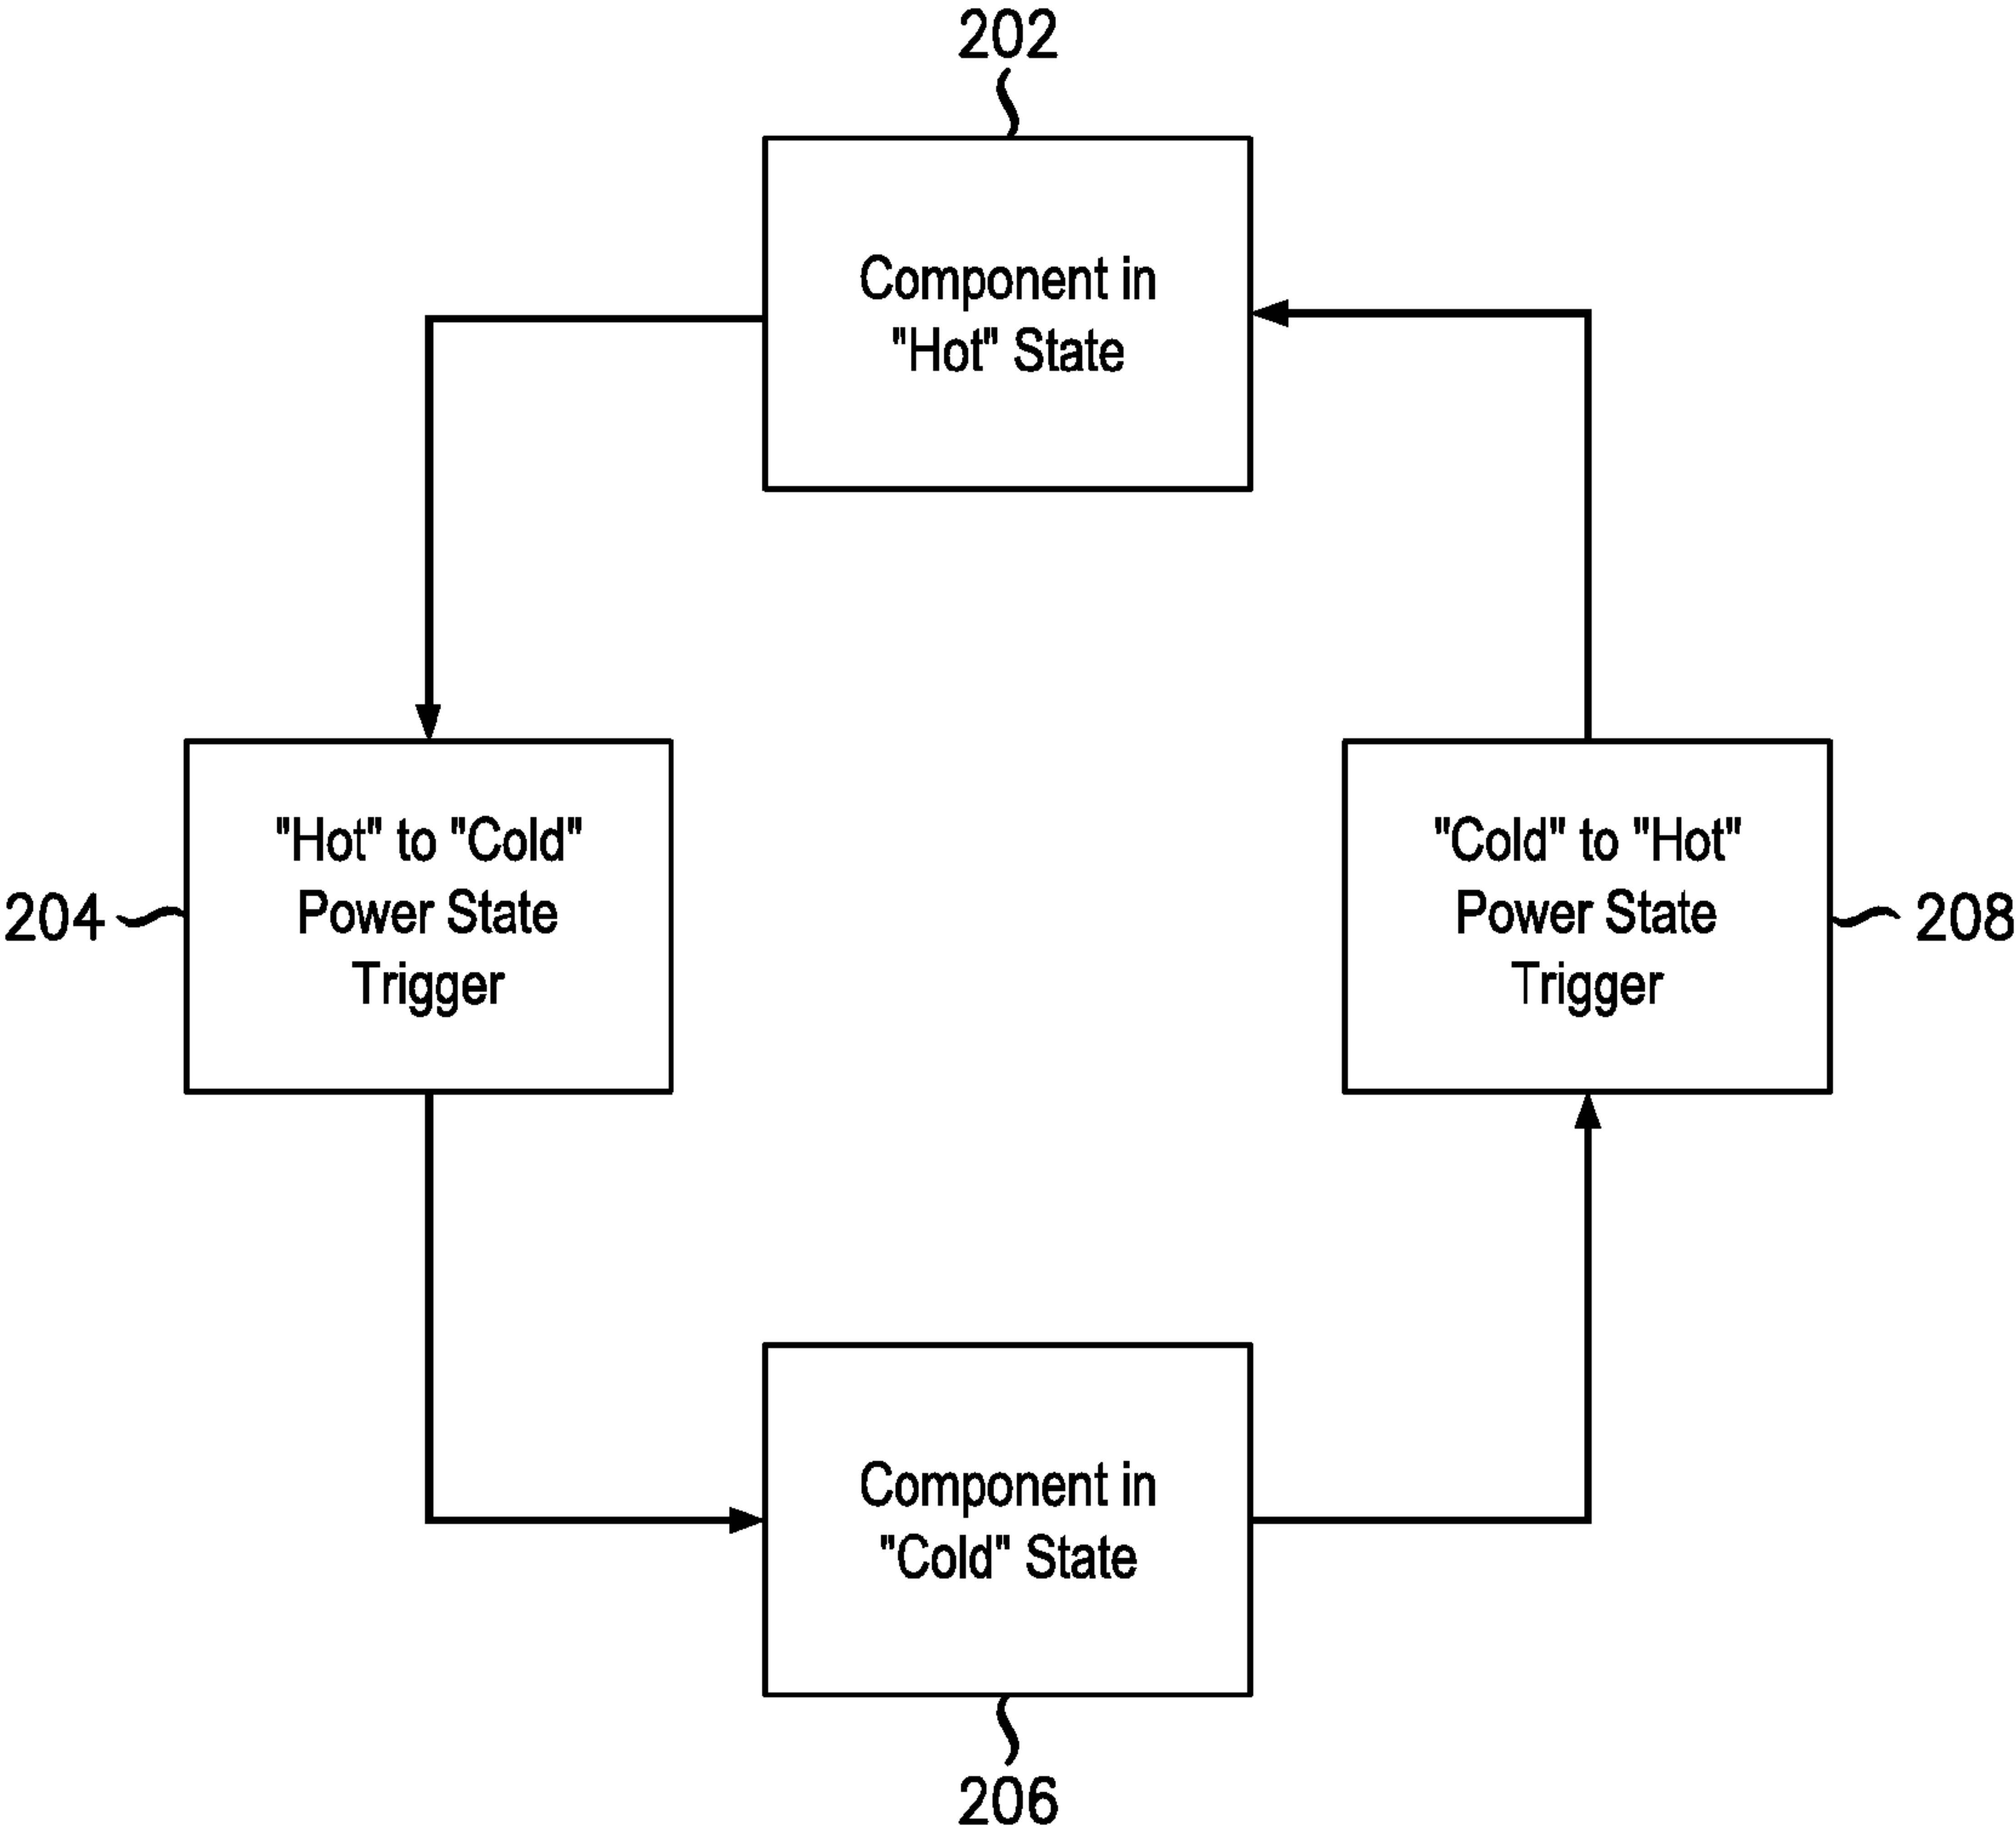 202
Component in
"Hot" State
"Hot" to "Cold"
Power State
Trigger
204
"Cold" to "Hot"
Power State
Trigger
208
Component in
"Cold" State
206